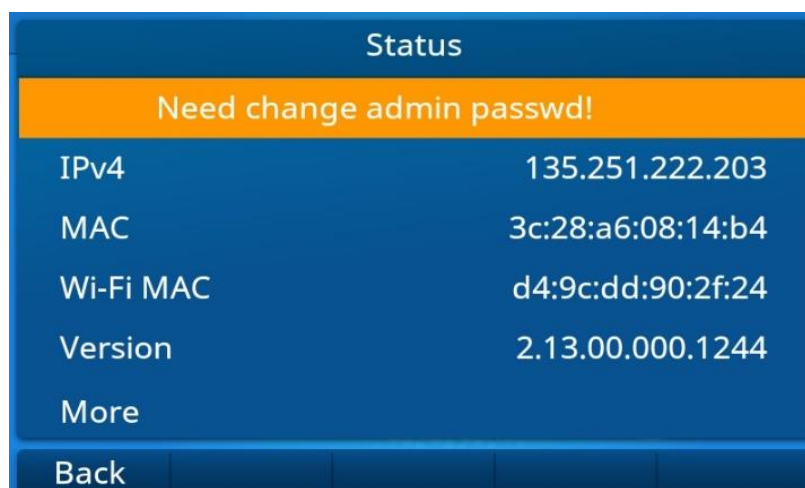 Status
Need change admin passwd!
IPv4 135.251.222.203
MAC 3c:28:a6:08:14:b4
Wi-Fi MAC d4:9c:dd:90:2f:24
Version 2.13.00.000.1244
More
Back